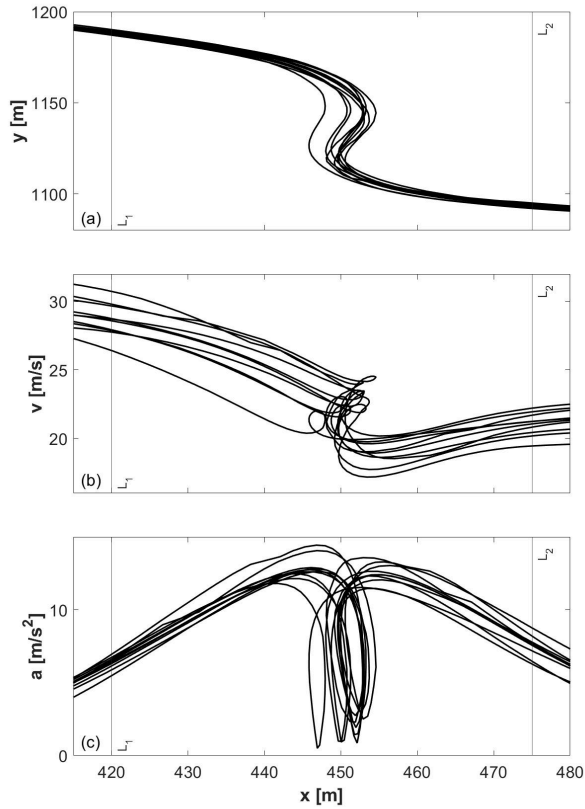 1200
L₂
1150
y [m]
1100
(a)
L₁
L₂
30
25
v [m/s]
20
(b)
L₁
L₂
10
a [m/s²]
(c)
L₁
0
420 430 440 450 460 470 480
x [m]